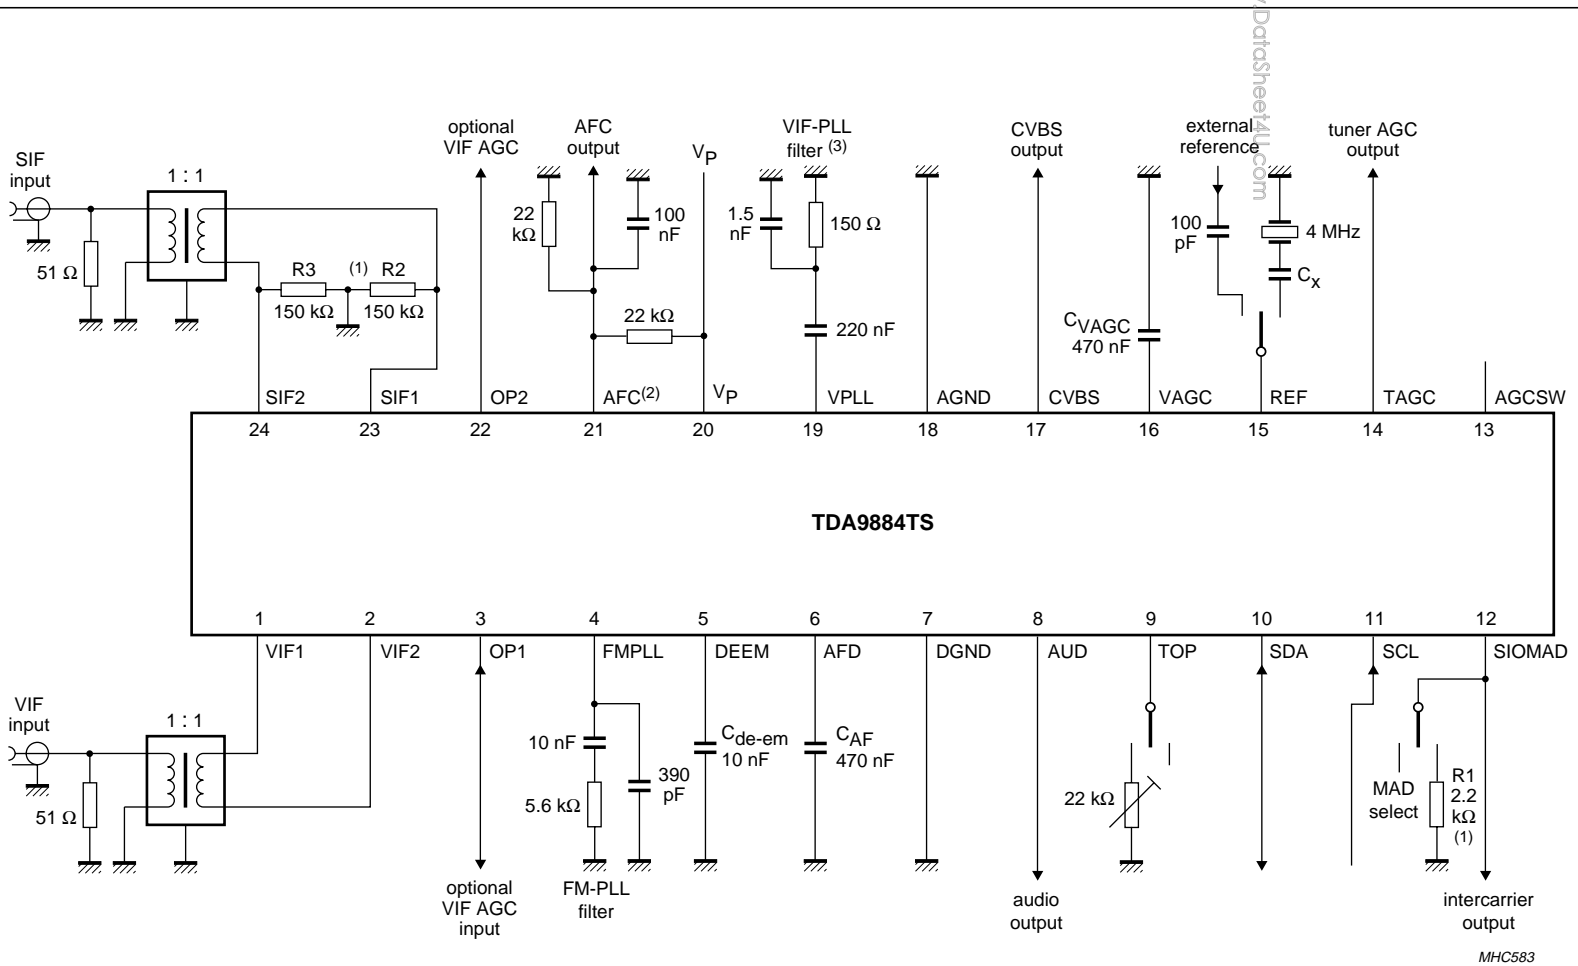 .DataSheet4U.com
optional
VIF AGC
AFC
output
VP
VIF-PLL
filter (3)
CVBS
output
external
reference
tuner AGC
output
SIF
input
1 : 1
51 Ω
R3
150 kΩ
(1)
R2
150 kΩ
22
kΩ
100
nF
22 kΩ
1.5
nF
150 Ω
220 nF
CVAGC
470 nF
100
pF
4 MHz
Cx
SIF2
SIF1
OP2
AFC(2)
VP
VPLL
AGND
CVBS
VAGC
REF
TAGC
AGCSW
24
23
22
21
20
19
18
17
16
15
14
13
TDA9884TS
1
2
3
4
5
6
7
8
9
10
11
12
VIF1
VIF2
OP1
FMPLL
DEEM
AFD
DGND
AUD
TOP
SDA
SCL
SIOMAD
VIF
input
1 : 1
51 Ω
10 nF
5.6 kΩ
390
pF
Cde-em
10 nF
CAF
470 nF
22 kΩ
MAD
select
R1
2.2
kΩ
(1)
optional
VIF AGC
input
FM-PLL
filter
audio
output
intercarrier
output
MHC583